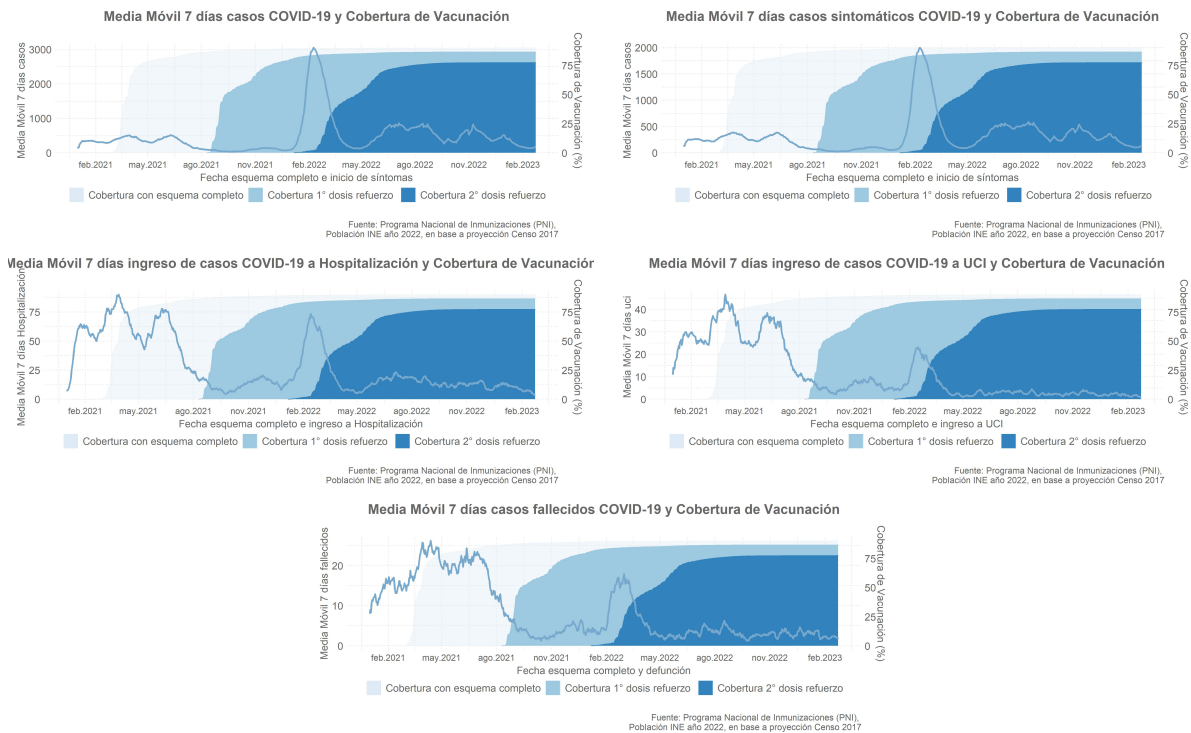 Media Móvil 7 días casos COVID-19 y Cobertura de Vacunación
Media Móvil 7 días casos
3000
2000
1000
0
75
50
25
0
Cobertura de Vacunación (%)
feb.2021 may.2021 ago.2021 nov.2021 feb.2022 may.2022 ago.2022 nov.2022 feb.2023
Fecha esquema completo e inicio de síntomas
Cobertura con esquema completo Cobertura 1° dosis refuerzo Cobertura 2° dosis refuerzo
Fuente: Programa Nacional de Inmunizaciones (PNI),
Población INE año 2022, en base a proyección Censo 2017
Media Móvil 7 días casos sintomáticos COVID-19 y Cobertura de Vacunación
Media Móvil 7 días casos
2000
1500
1000
500
0
75
50
25
0
Cobertura de Vacunación (%)
feb.2021 may.2021 ago.2021 nov.2021 feb.2022 may.2022 ago.2022 nov.2022 feb.2023
Fecha esquema completo e inicio de síntomas
Cobertura con esquema completo Cobertura 1° dosis refuerzo Cobertura 2° dosis refuerzo
Fuente: Programa Nacional de Inmunizaciones (PNI),
Población INE año 2022, en base a proyección Censo 2017
Media Móvil 7 días ingreso de casos COVID-19 a Hospitalización y Cobertura de Vacunación
Media Móvil 7 días Hospitalización
75
50
25
0
75
50
25
0
Cobertura de Vacunación (%)
feb.2021 may.2021 ago.2021 nov.2021 feb.2022 may.2022 ago.2022 nov.2022 feb.2023
Fecha esquema completo e ingreso a Hospitalización
Cobertura con esquema completo Cobertura 1° dosis refuerzo Cobertura 2° dosis refuerzo
Fuente: Programa Nacional de Inmunizaciones (PNI),
Población INE año 2022, en base a proyección Censo 2017
Media Móvil 7 días ingreso de casos COVID-19 a UCI y Cobertura de Vacunación
Media Móvil 7 días uci
40
30
20
10
0
75
50
25
0
Cobertura de Vacunación (%)
feb.2021 may.2021 ago.2021 nov.2021 feb.2022 may.2022 ago.2022 nov.2022 feb.2023
Fecha esquema completo e ingreso a UCI
Cobertura con esquema completo Cobertura 1° dosis refuerzo Cobertura 2° dosis refuerzo
Fuente: Programa Nacional de Inmunizaciones (PNI),
Población INE año 2022, en base a proyección Censo 2017
Media Móvil 7 días casos fallecidos COVID-19 y Cobertura de Vacunación
Media Móvil 7 días fallecidos
20
10
0
75
50
25
0
Cobertura de Vacunación (%)
feb.2021 may.2021 ago.2021 nov.2021 feb.2022 may.2022 ago.2022 nov.2022 feb.2023
Fecha esquema completo y defunción
Cobertura con esquema completo Cobertura 1° dosis refuerzo Cobertura 2° dosis refuerzo
Fuente: Programa Nacional de Inmunizaciones (PNI),
Población INE año 2022, en base a proyección Censo 2017